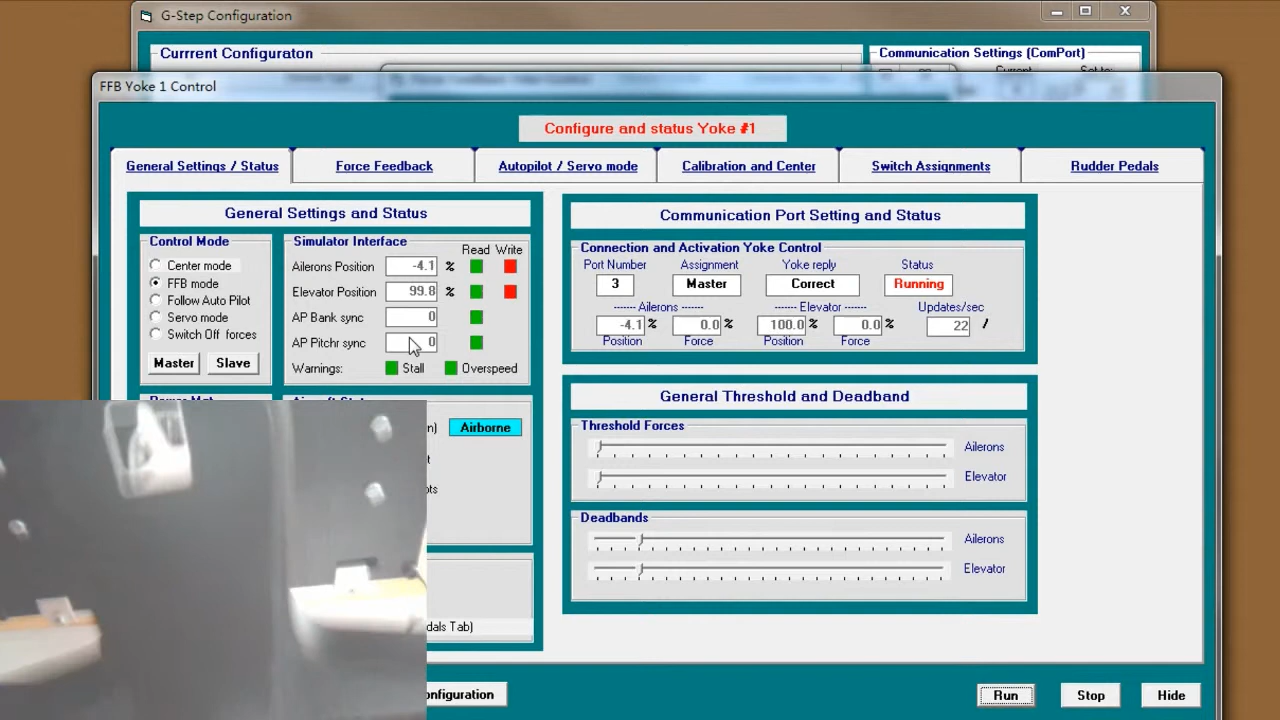 G-Step Configuration
Currrent Configuraton
Communication Settings (ComPort)
FFB Yoke 1 Control
Configure and status Yoke #1
General Settings / Status
Force Feedback
Autopilot / Servo mode
Calibration and Center
Switch Assignments
Rudder Pedals
General Settings and Status
Control Mode
Center mode
FFB mode
Follow Auto Pilot
Servo mode
Switch Off forces
Master Slave
Simulator Interface
Read Write
Ailerons Position -4.1 %
Elevator Position 99.8 %
AP Bank sync 0
AP Pitchr sync 0
Warnings: Stall Overspeed
Airborne
dals Tab)
onfiguration
Communication Port Setting and Status
Connection and Activation Yoke Control
Port Number Assignment Yoke reply Status
3 Master Correct Running
------ Ailerons ------ ------ Elevator ------ Updates/sec
-4.1 % 0.0 % 100.0 % 0.0 % 22 /
Position Force Position Force
General Threshold and Deadband
Threshold Forces
Ailerons
Elevator
Deadbands
Ailerons
Elevator
Run Stop Hide